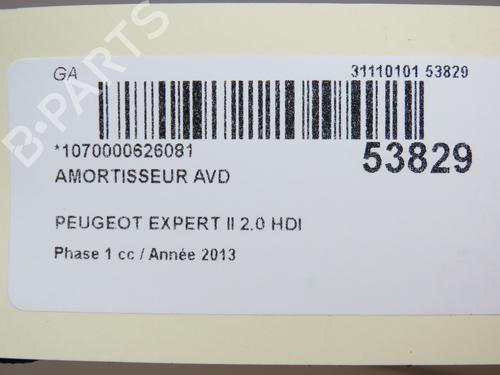 GA
31110101 53829
*1070000626081
53829
AMORTISSEUR AVD
PEUGEOT EXPERT II 2.0 HDI
Phase 1 cc / Année 2013
B-PARTS